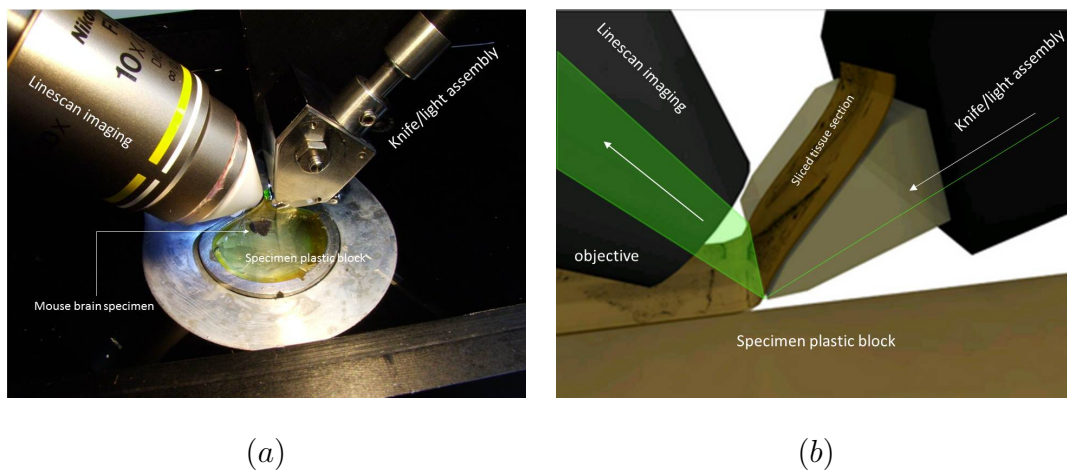 Nikon
10X
Linescan imaging
Knife/light assembly
Specimen plastic block
Mouse brain specimen
(a)
Linescan imaging
Sliced tissue section
Knife/light assembly
objective
Specimen plastic block
(b)